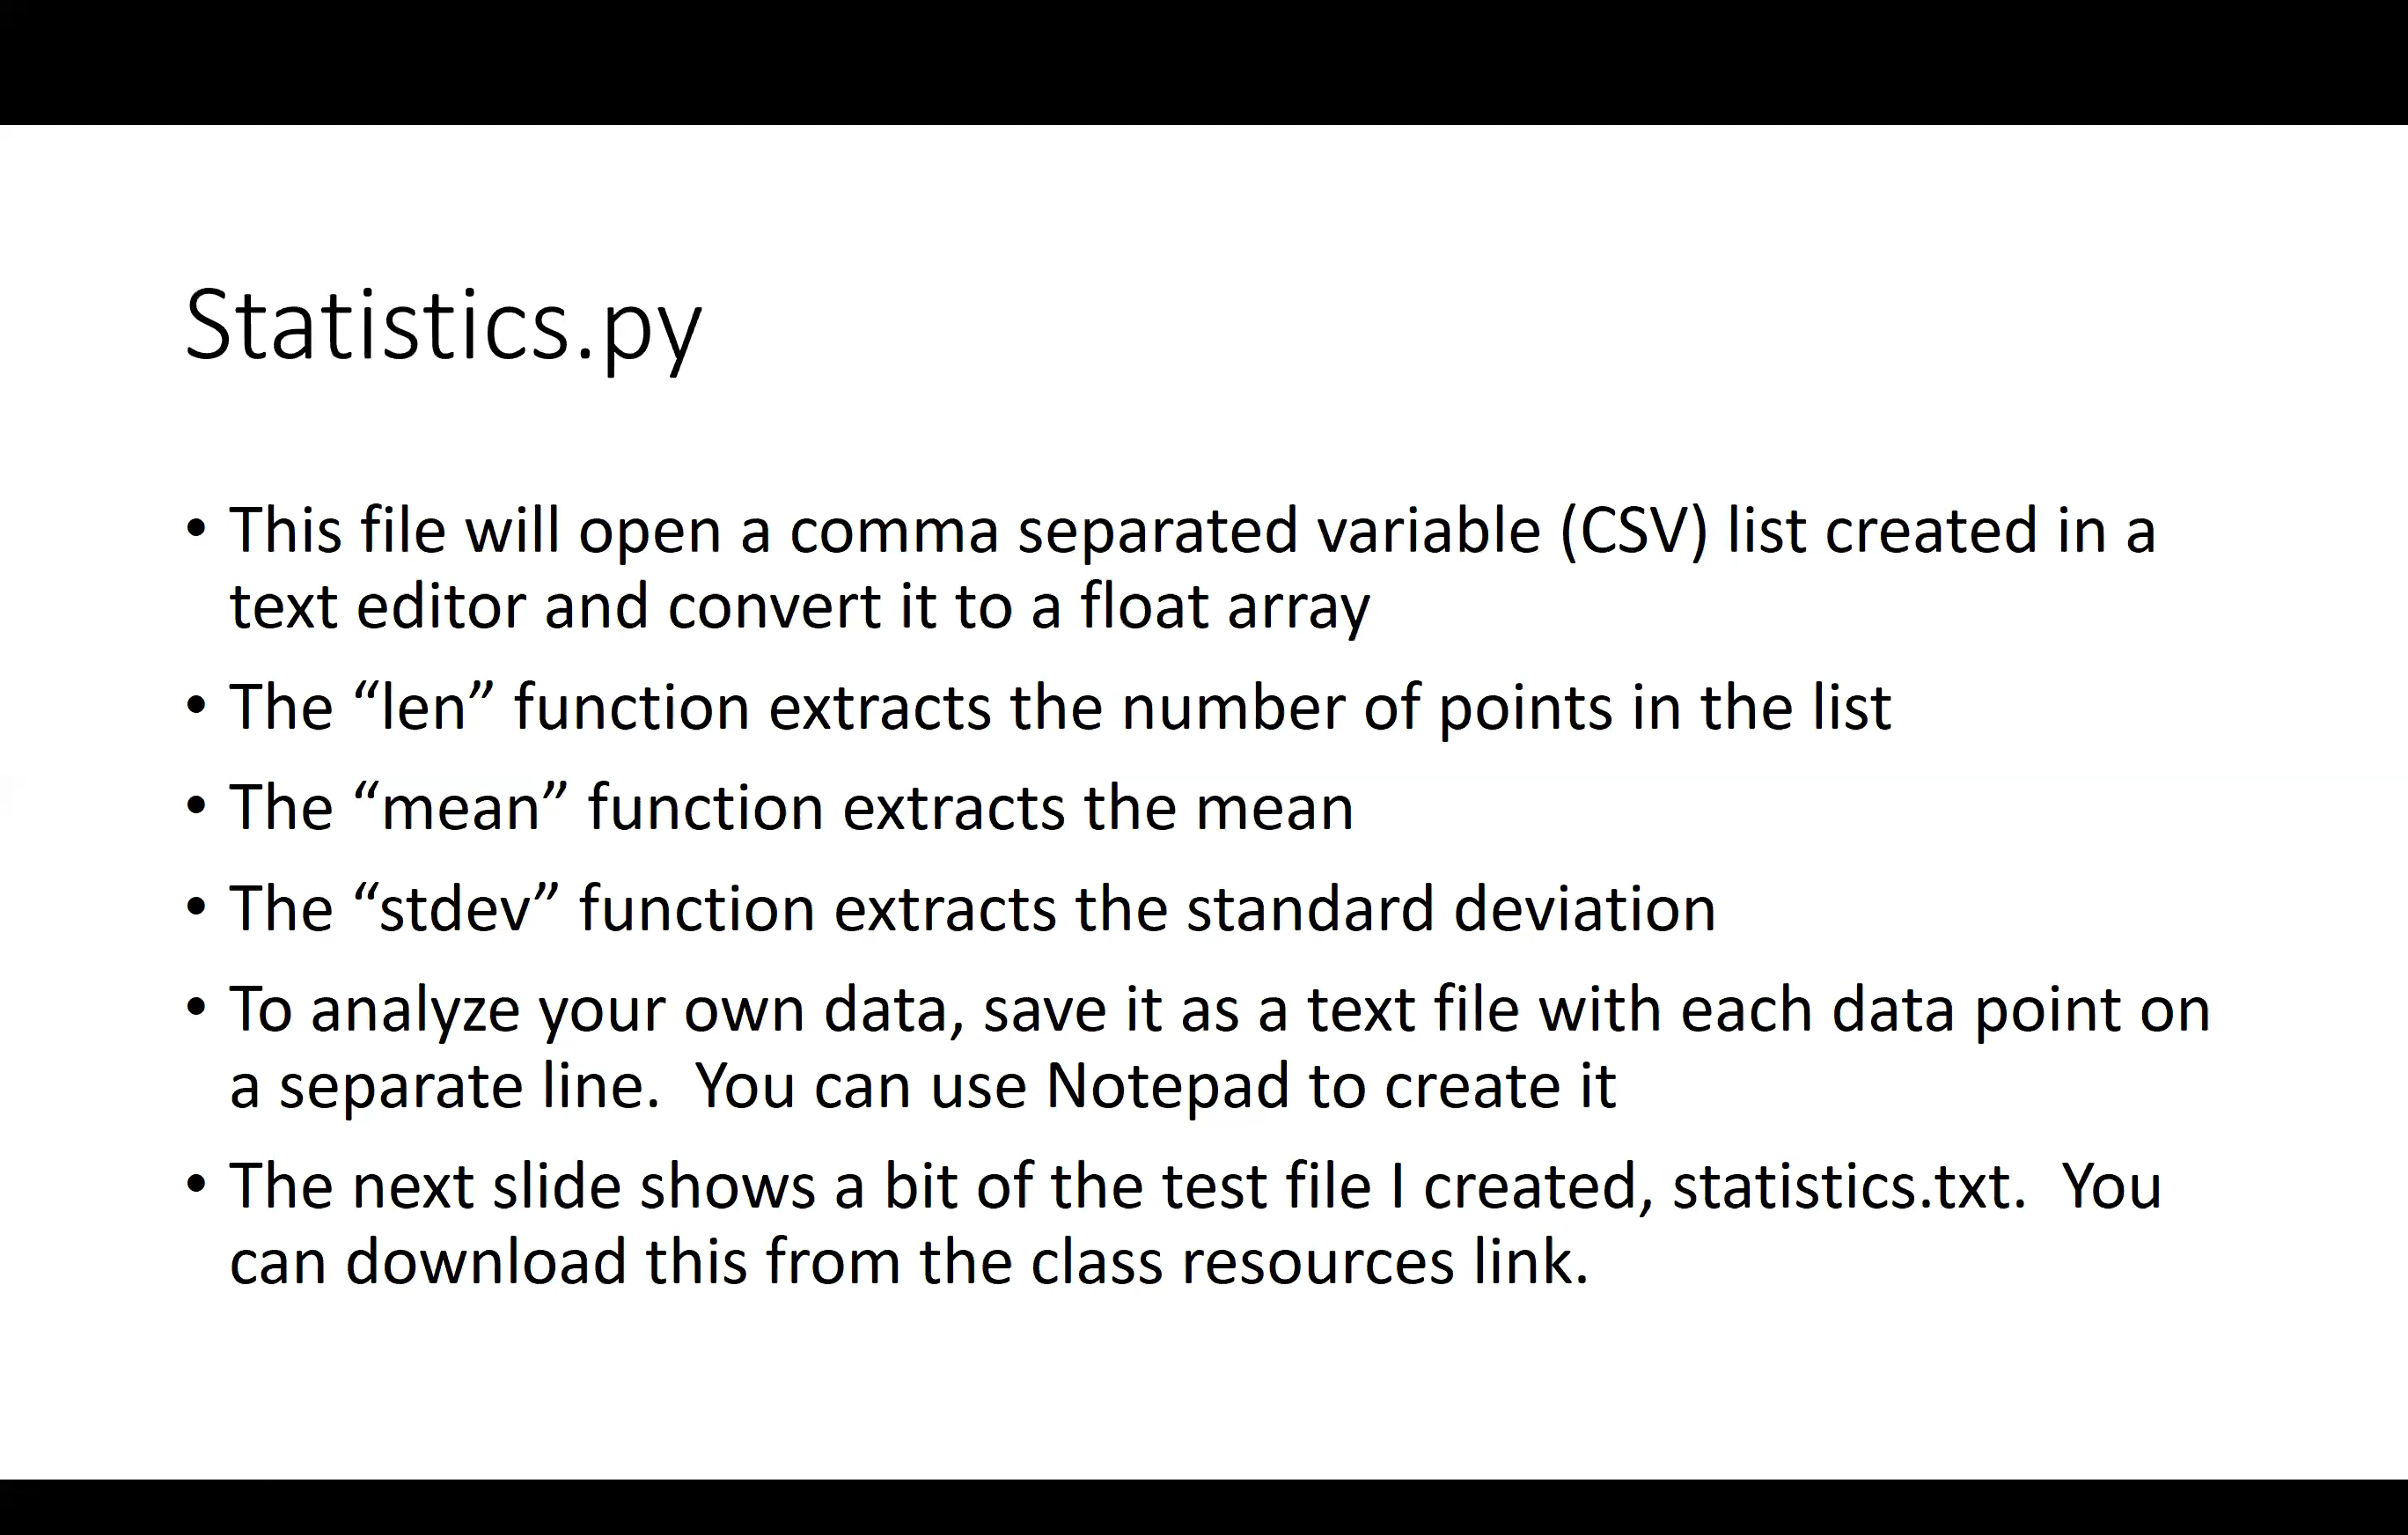 Statistics.py
• This file will open a comma separated variable (CSV) list created in a
text editor and convert it to a float array
• The “len” function extracts the number of points in the list
• The “mean” function extracts the mean
• The “stdev” function extracts the standard deviation
• To analyze your own data, save it as a text file with each data point on
a separate line.  You can use Notepad to create it
• The next slide shows a bit of the test file I created, statistics.txt.  You
can download this from the class resources link.